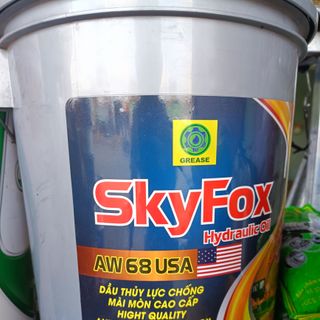 GREASE
SkyFox
Hydraulic Oil
AW 68 USA
DẦU THỦY LỰC CHỐNG
MÀI MÒN CAO CẤP
HIGHT QUALITY